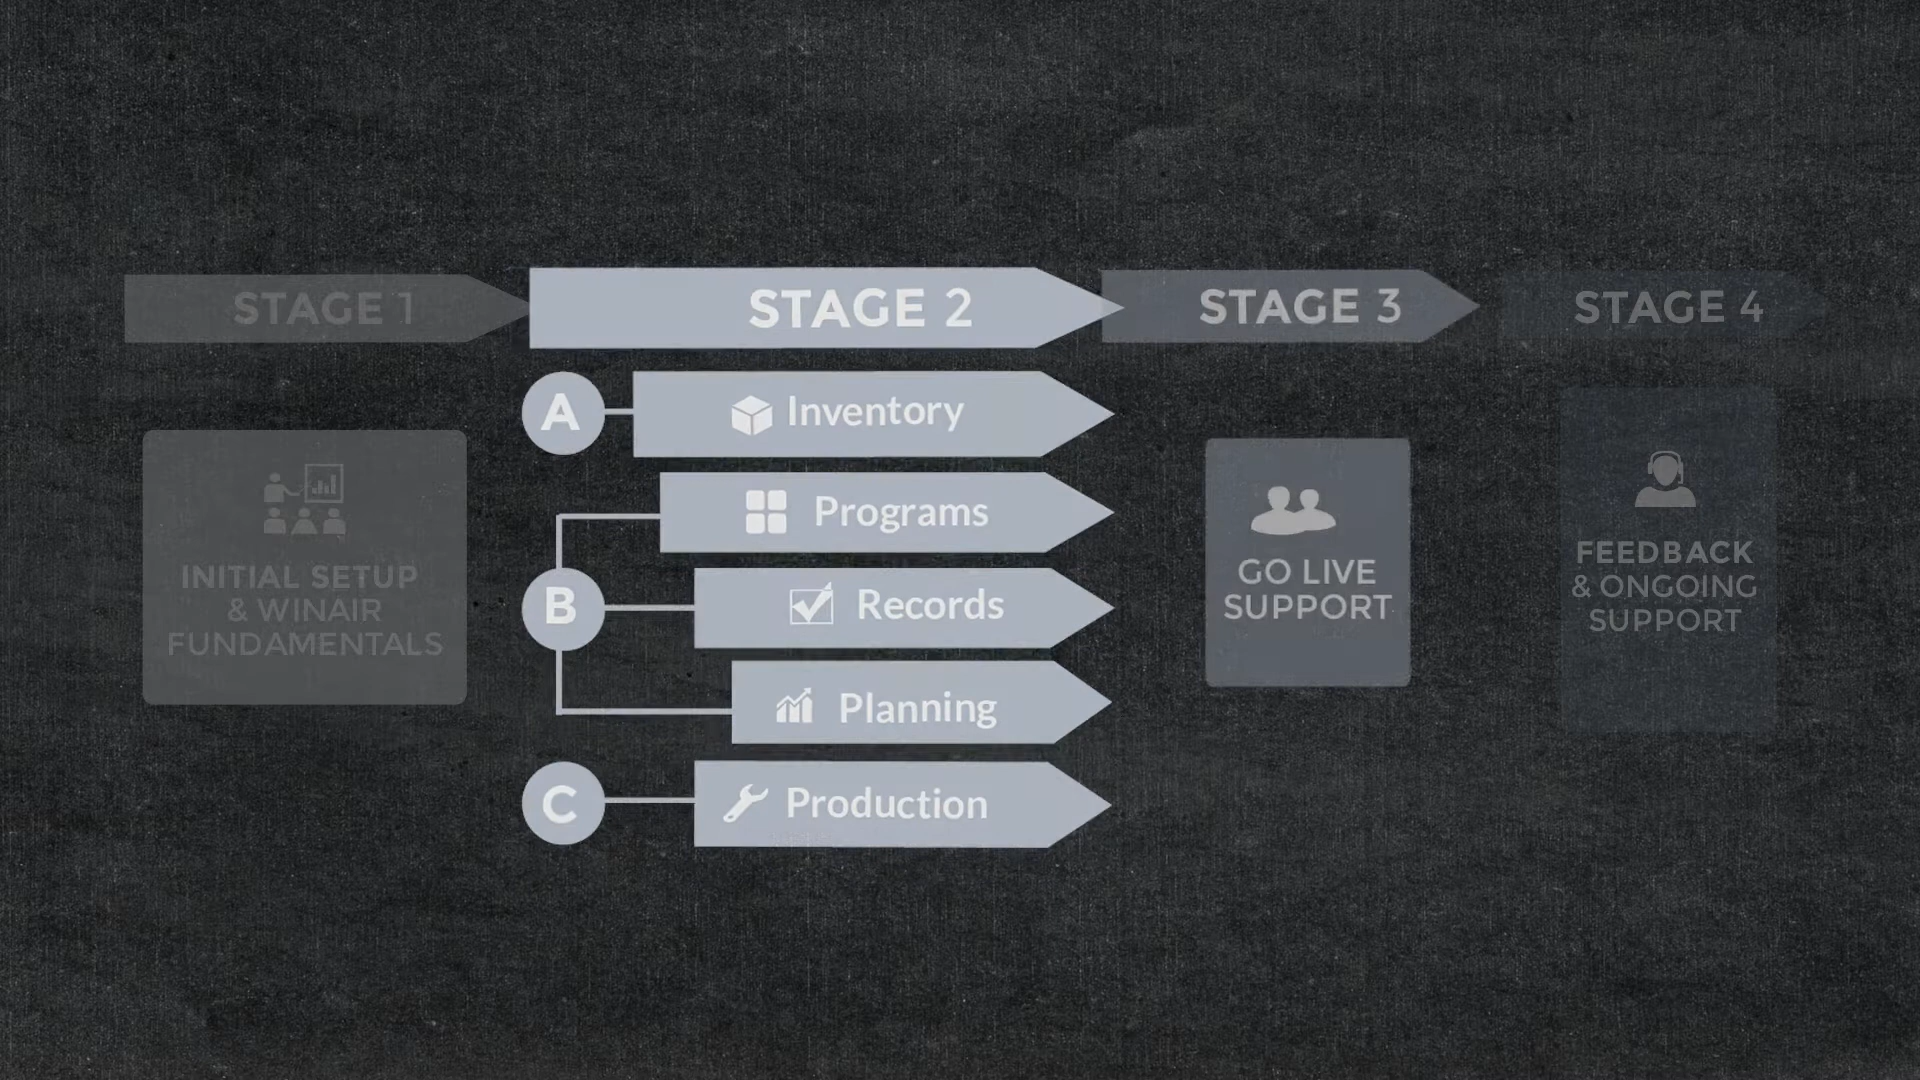 STAGE 1
STAGE 2
STAGE 3
STAGE 4
INITIAL SETUP
& WINAIR
FUNDAMENTALS
A
Inventory
Programs
B
Records
Planning
C
Production
GO LIVE
SUPPORT
FEEDBACK
& ONGOING
SUPPORT